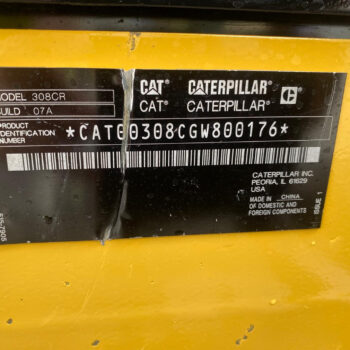 CAT CATERPILLAR
CAT® CATERPILLAR®
MODEL 308CR
BUILD 07A
PRODUCT
IDENTIFICATION
NUMBER
*CAT00308CGW800176*
CATERPILLAR INC.
PEORIA, IL 61629
USA
MADE IN CHINA
OF DOMESTIC AND
FOREIGN COMPONENTS
ISSUE 1